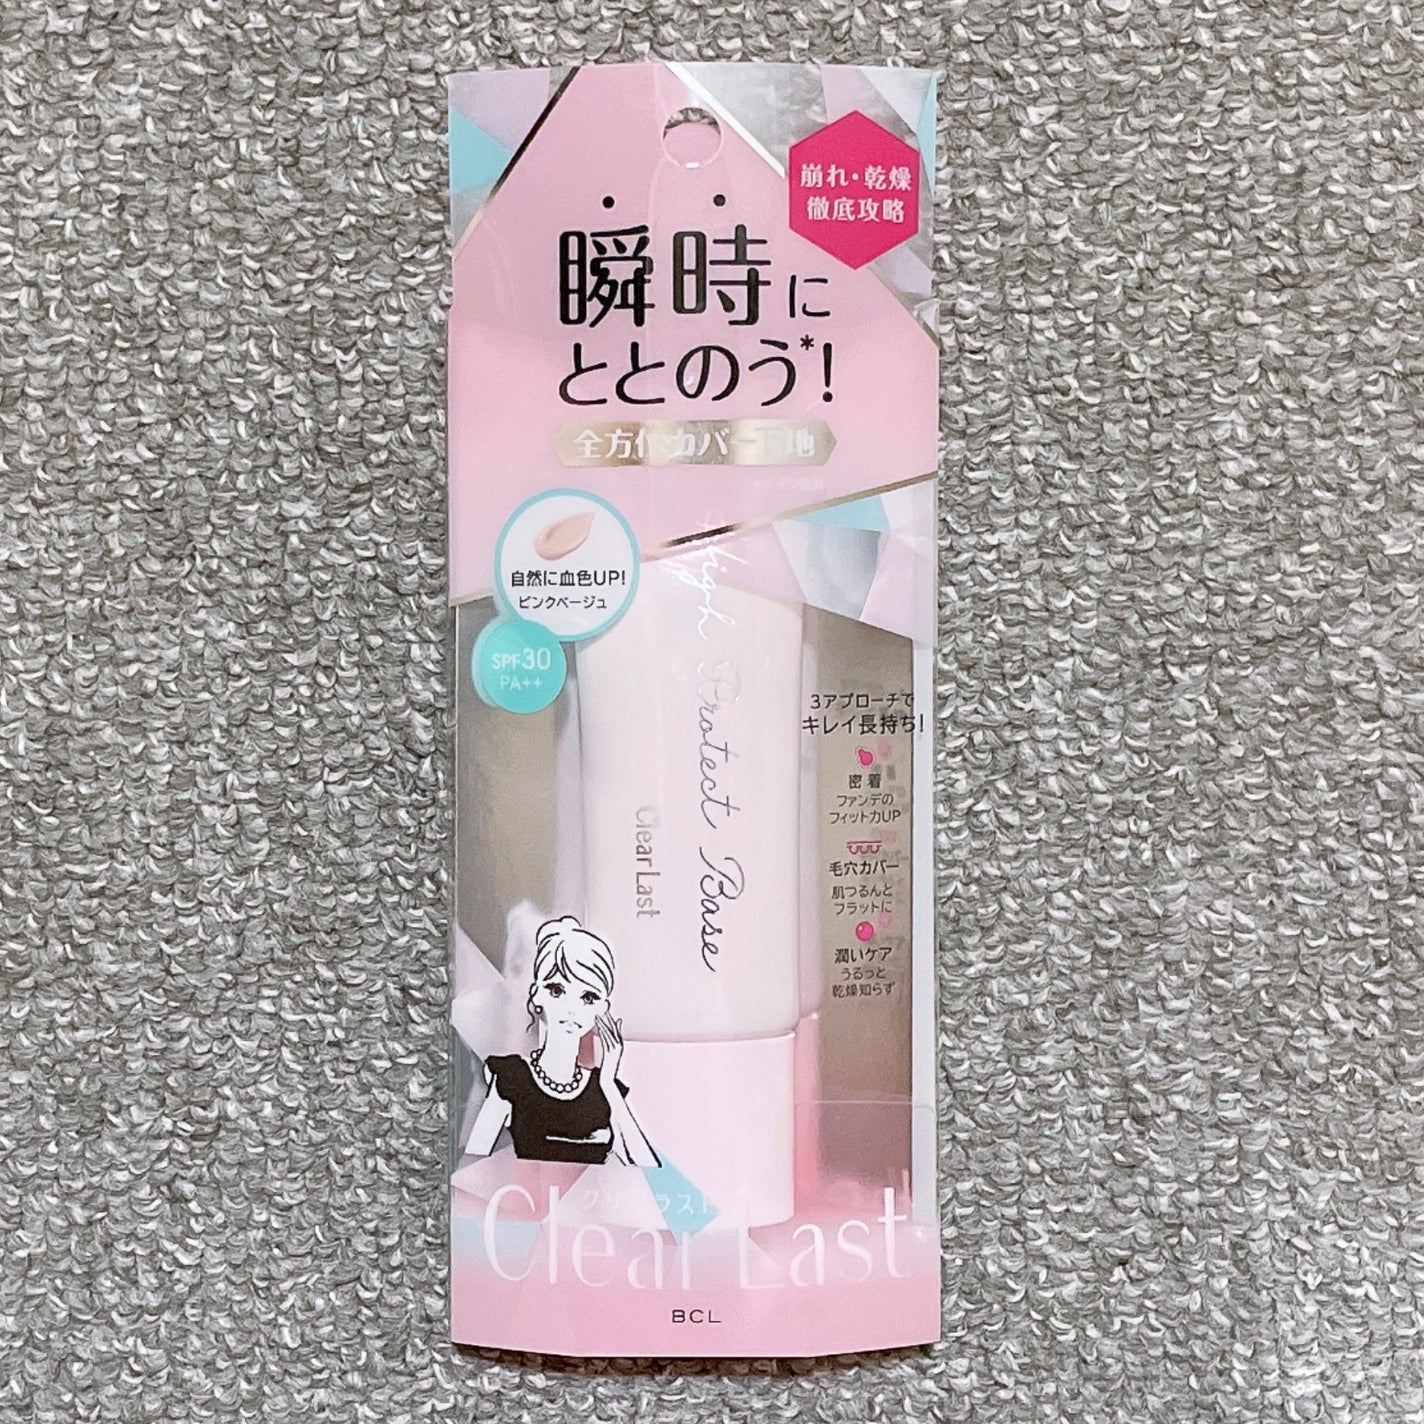 崩れ・乾燥
徹底攻略
瞬時に
ととのう*!
全方位カバー下地
自然に血色UP!
ピンクベージュ
SPF30
PA++
High Protect Base
Clear Last
3アプローチで
キレイ長持ち!
密着
ファンデの
フィット力UP
毛穴カバー
肌つるんと
フラットに
潤いケア
うるっと
乾燥知らず
クリアラスト
Clear Last
BCL